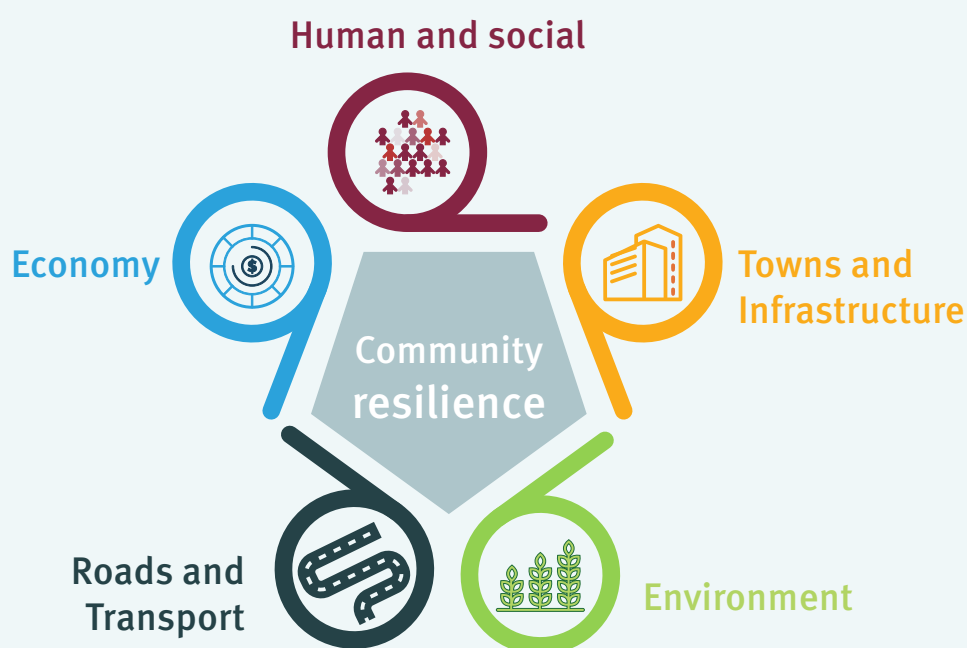 Human and social
Economy
$
Towns and
Infrastructure
Community
resilience
Roads and
Transport
Environment